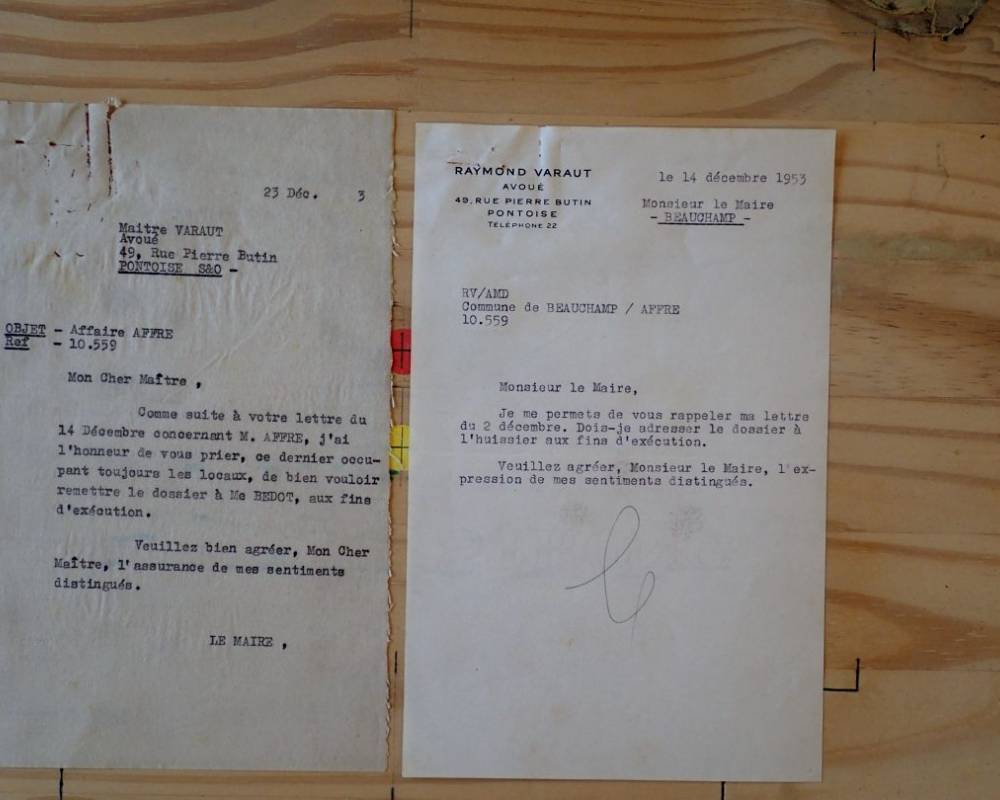 23 Déc. 3
Maitre VARAUT
Avoué
49, Rue Pierre Butin
PONTOISE S&O -
OBJET - Affaire AFFRE
Ref - 10.559
Mon Cher Maître ,
Comme suite à votre lettre du
14 Décembre concernant M. AFFRE, j'ai
l'honneur de vous prier, ce dernier occu-
pant toujours les locaux, de bien vouloir
remettre le dossier à Me BEDOT, aux fins
d'exécution.
Veuillez bien agréer, Mon Cher
Maître, l'assurance de mes sentiments
distingués.
LE MAIRE ,
RAYMOND VARAUT
AVOUÉ
49, RUE PIERRE BUTIN
PONTOISE
TÉLÉPHONE 22
le 14 décembre 1953
Monsieur le Maire
- BEAUCHAMP -
RV/AMD
Commune de BEAUCHAMP / AFFRE
10.559
Monsieur le Maire,
Je me permets de vous rappeler ma lettre
du 2 décembre. Dois-je adresser le dossier à
l'huissier aux fins d'exécution.
Veuillez agréer, Monsieur le Maire, l'ex-
pression de mes sentiments distingués.